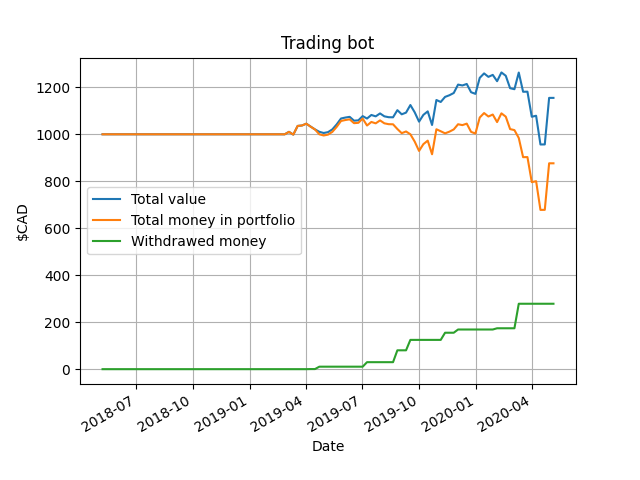 Trading bot
1200
1000
800
600
400
200
0
$CAD
Total value
Total money in portfolio
Withdrawed money
2018-07
2018-10
2019-01
2019-04
2019-07
2019-10
2020-01
2020-04
Date